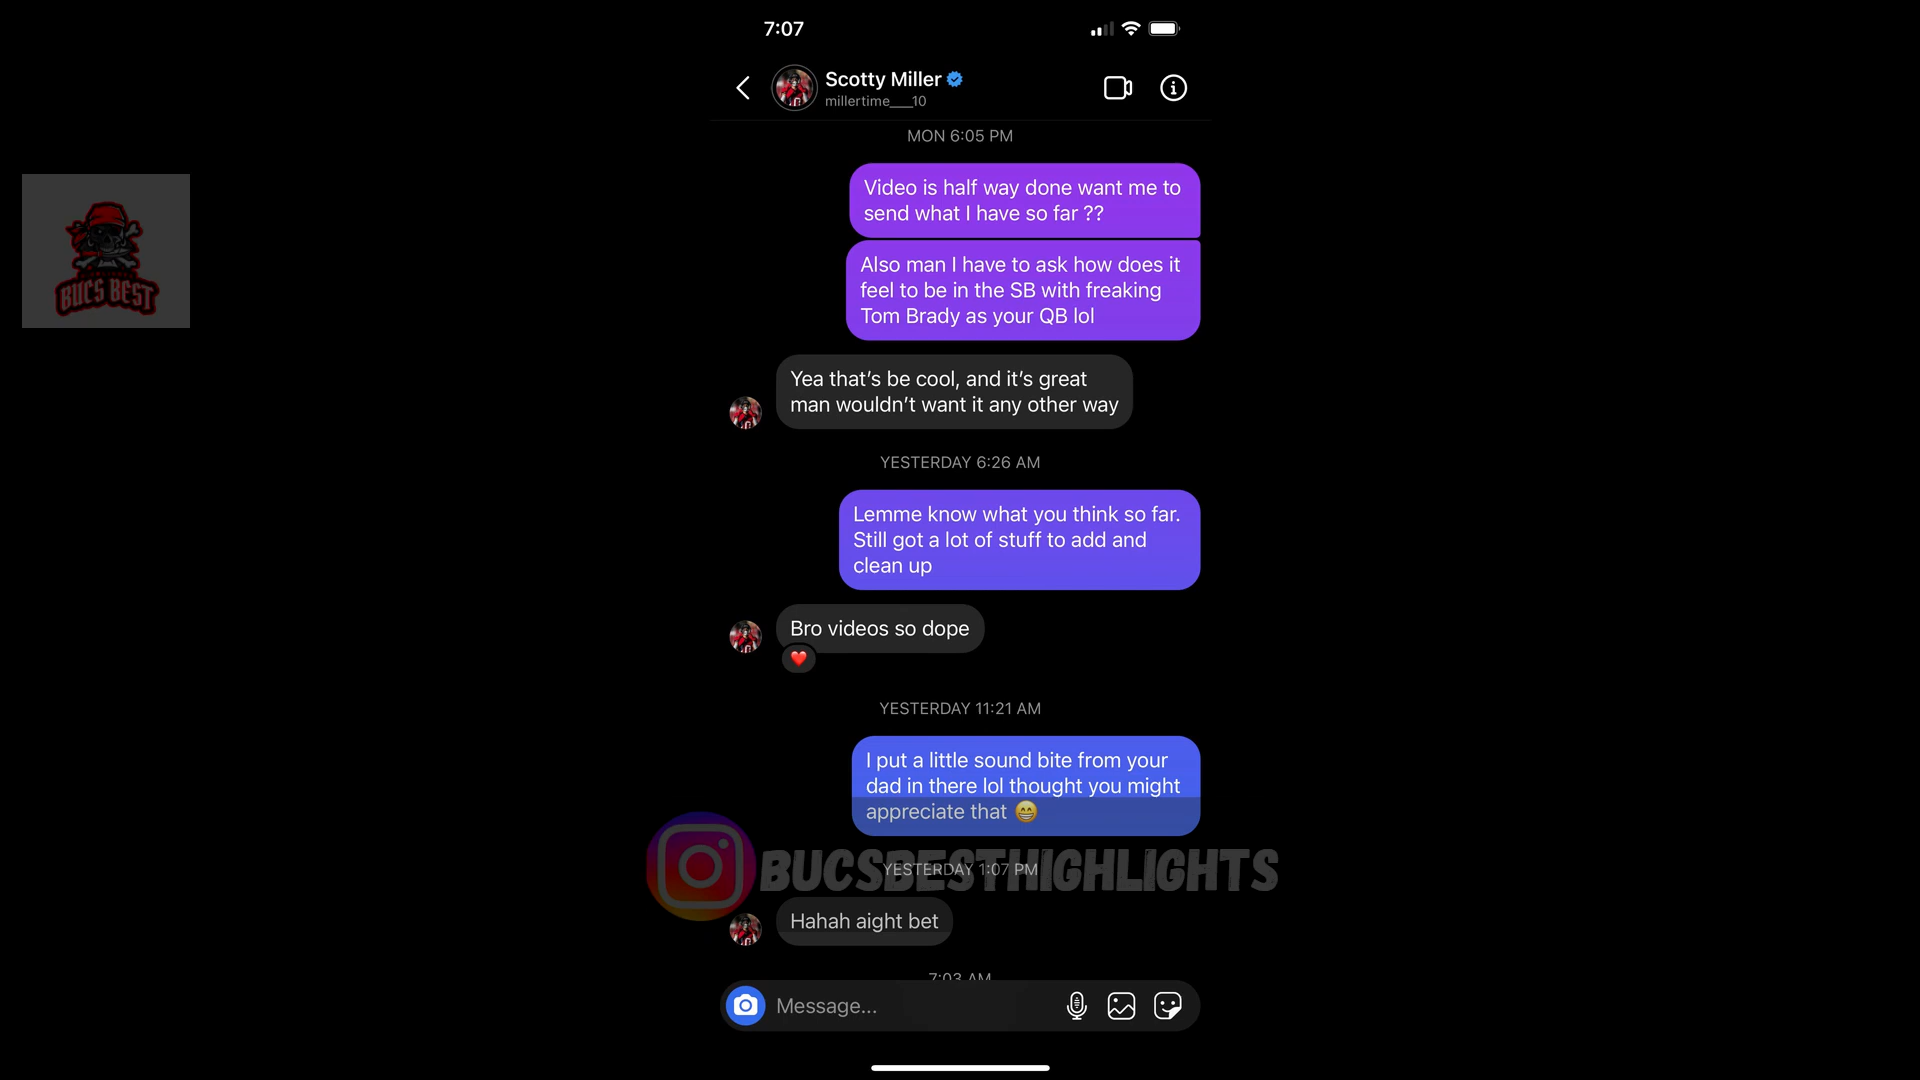 7:07
Scotty Miller
millertime___10
MON 6:05 PM
Video is half way done want me to
send what I have so far ??
Also man I have to ask how does it
feel to be in the SB with freaking
Tom Brady as your QB lol
Yea that’s be cool, and it’s great
man wouldn’t want it any other way
YESTERDAY 6:26 AM
Lemme know what you think so far.
Still got a lot of stuff to add and
clean up
Bro videos so dope
❤️
YESTERDAY 11:21 AM
I put a little sound bite from your
dad in there lol thought you might
appreciate that 😁
YESTERDAY 1:07 PM
BUCSBESTHIGHLIGHTS
Hahah aight bet
7:03 AM
Message...
BUCS BEST